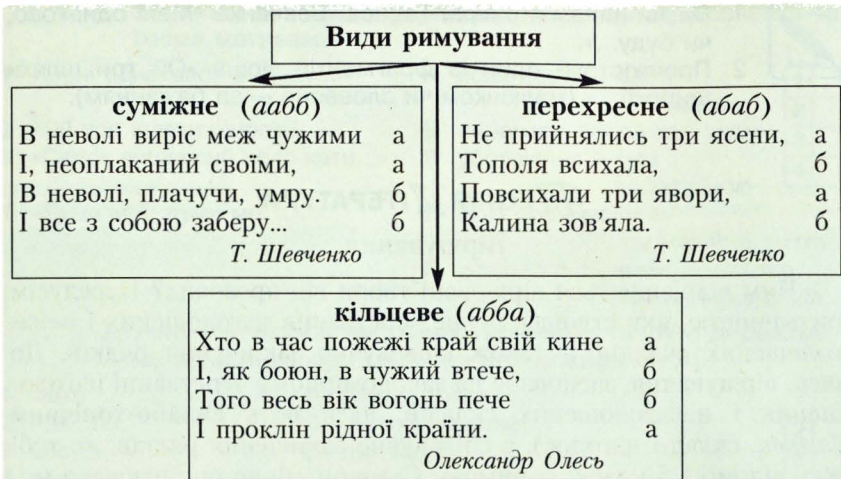 чи буду.
Види римування
суміжне (аабб)
В неволі виріс меж чужими а
І, неоплаканий своїми, а
В неволі, плачучи, умру. б
І все з собою заберу... б
Т. Шевченко
перехресне (абаб)
Не прийнялись три ясени, а
Тополя всихала, б
Повсихали три явори, а
Калина зов’яла. б
Т. Шевченко
кільцеве (абба)
Хто в час пожежі край свій кине а
І, як боюн, в чужий втече, б
Того весь вік вогонь пече б
І проклін рідної країни. а
Олександр Олесь